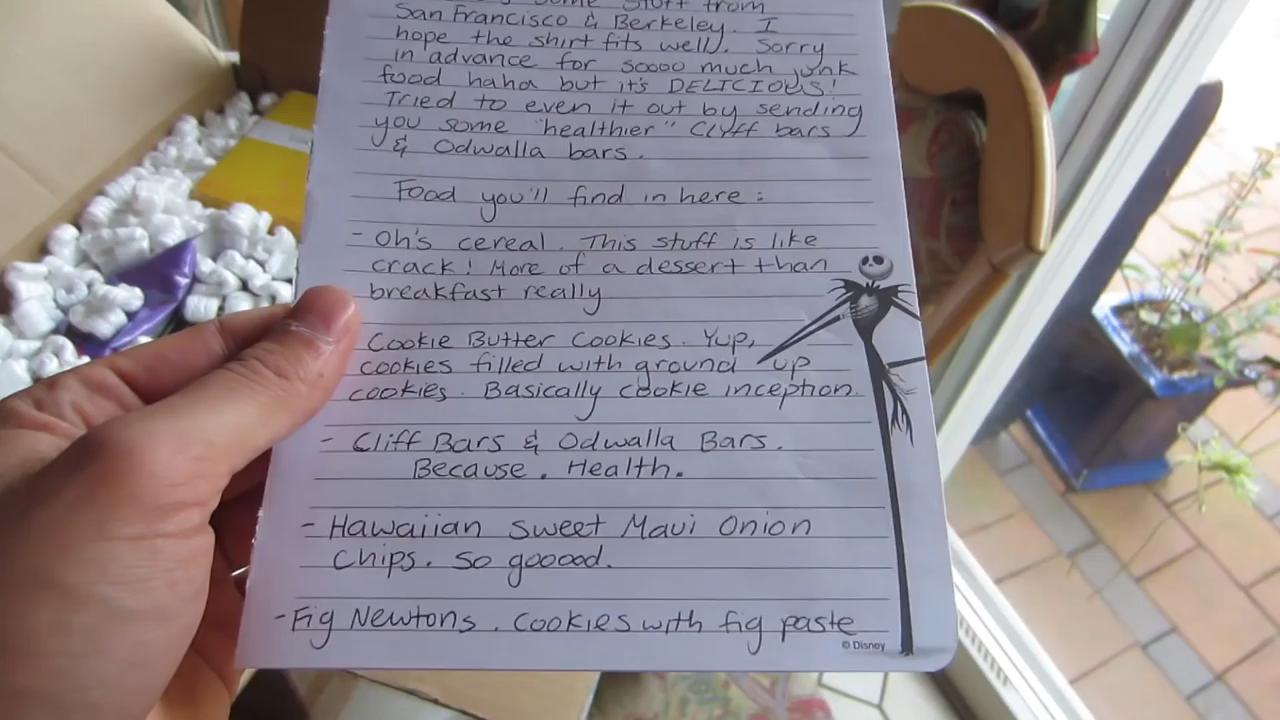 some stuff from
San Francisco & Berkeley. I
hope the shirt fits well. Sorry
in advance for soooo much junk
food haha but it's DELICIOUS!
Tried to even it out by sending
you some "healthier" Clyff bars
& Odwalla bars.
Food you'll find in here:
- Oh's cereal. This stuff is like
crack! More of a dessert than
breakfast really
Cookie Butter Cookies. Yup,
cookies filled with ground up
cookies. Basically cookie inception.
- Cliff Bars & Odwalla Bars.
Because. Health.
- Hawaiian Sweet Maui Onion
Chips. So gooood.
- Fig Newtons. Cookies with fig paste
© Disney